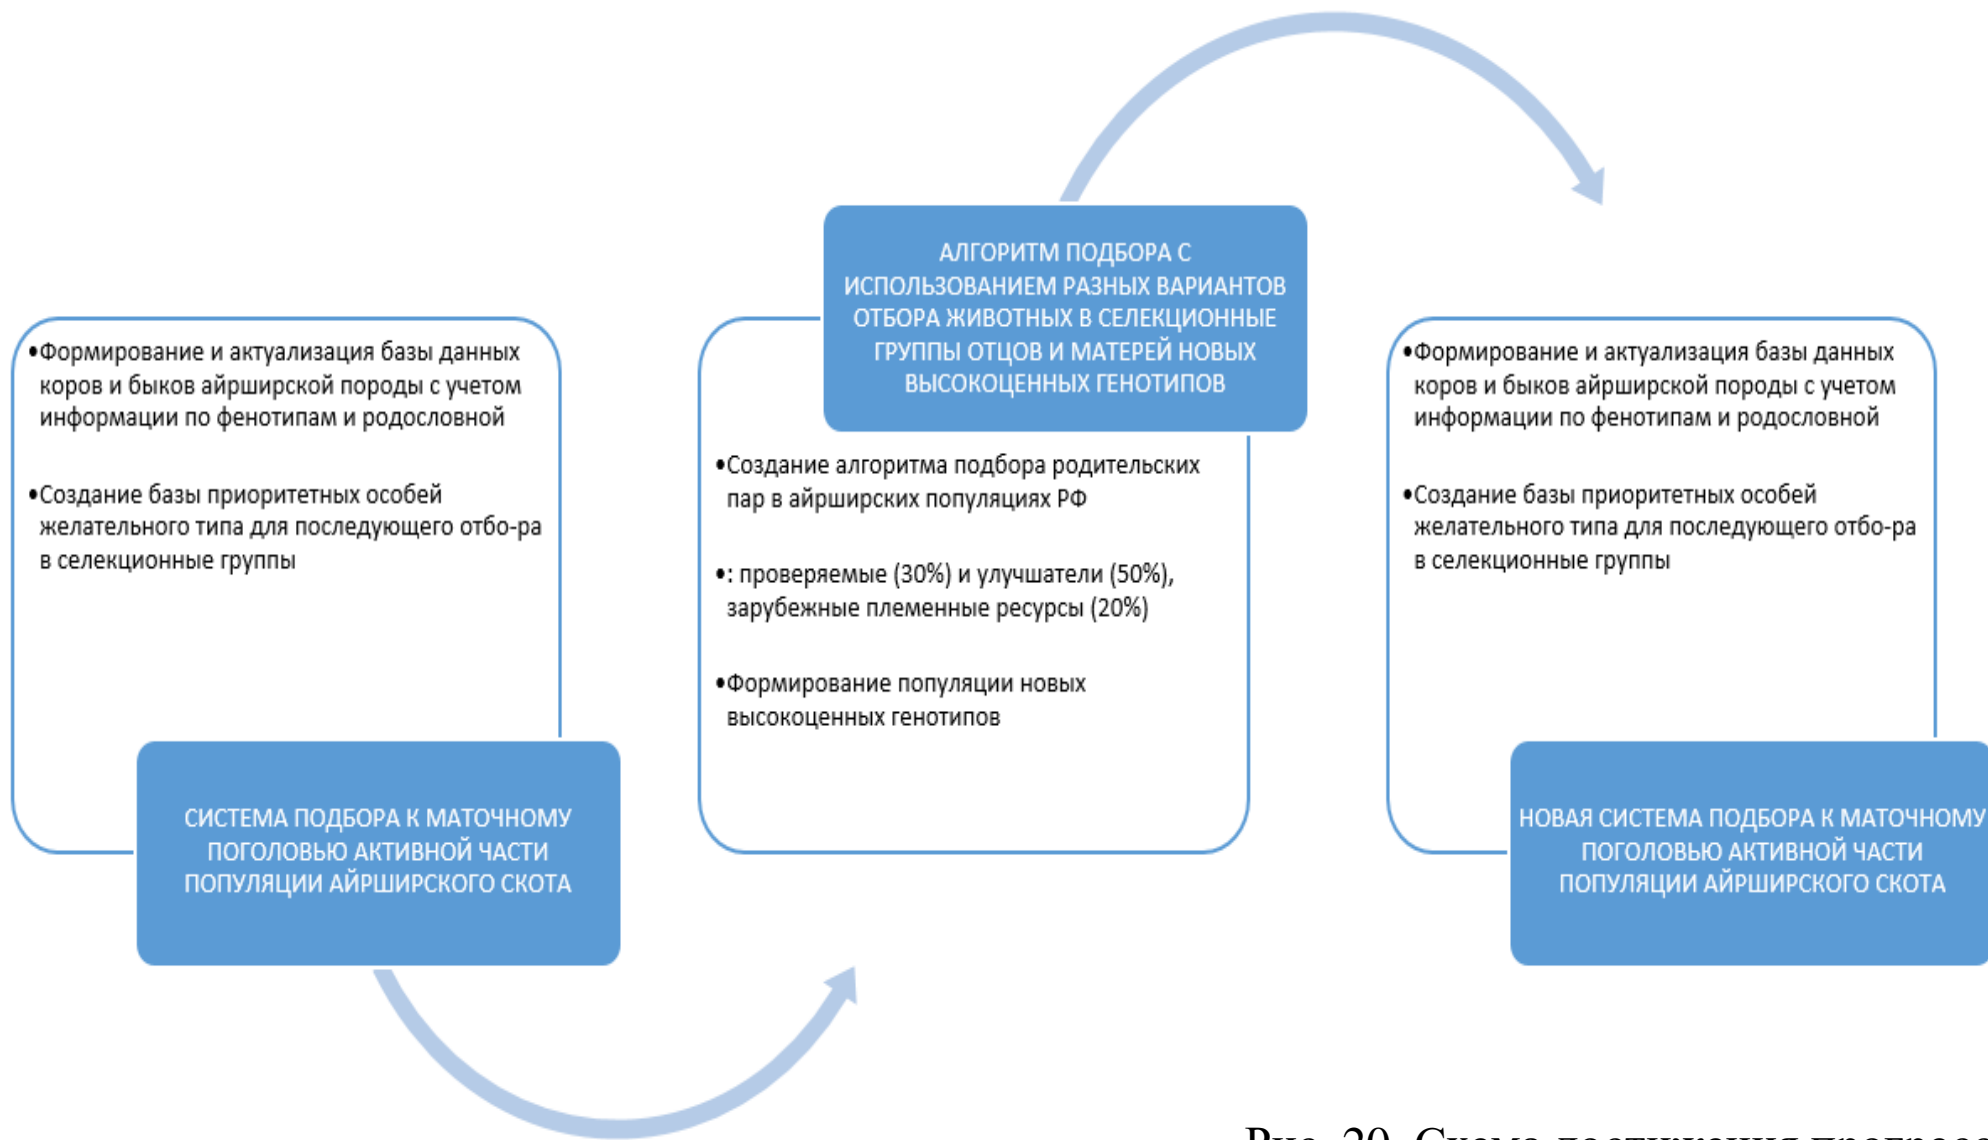 •Формирование и актуализация базы данных
коров и быков айрширской породы с учетом
информации по фенотипам и родословной
•Создание базы приоритетных особей
желательного типа для последующего отбо-ра
в селекционные группы
СИСТЕМА ПОДБОРА К МАТОЧНОМУ
ПОГОЛОВЬЮ АКТИВНОЙ ЧАСТИ
ПОПУЛЯЦИИ АЙРШИРСКОГО СКОТА
АЛГОРИТМ ПОДБОРА С
ИСПОЛЬЗОВАНИЕМ РАЗНЫХ ВАРИАНТОВ
ОТБОРА ЖИВОТНЫХ В СЕЛЕКЦИОННЫЕ
ГРУППЫ ОТЦОВ И МАТЕРЕЙ НОВЫХ
ВЫСОКОЦЕННЫХ ГЕНОТИПОВ
•Создание алгоритма подбора родительских
пар в айрширских популяциях РФ
•: проверяемые (30%) и улучшатели (50%),
зарубежные племенные ресурсы (20%)
•Формирование популяции новых
высокоценных генотипов
•Формирование и актуализация базы данных
коров и быков айрширской породы с учетом
информации по фенотипам и родословной
•Создание базы приоритетных особей
желательного типа для последующего отбо-ра
в селекционные группы
НОВАЯ СИСТЕМА ПОДБОРА К МАТОЧНОМУ
ПОГОЛОВЬЮ АКТИВНОЙ ЧАСТИ
ПОПУЛЯЦИИ АЙРШИРСКОГО СКОТА
Рис. 20. Схема достижения